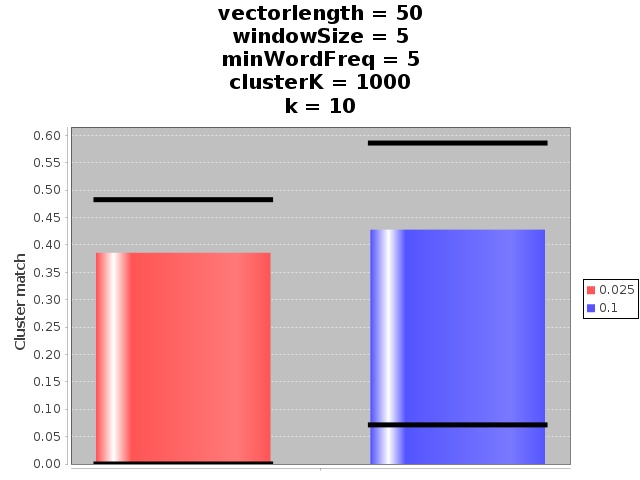 vectorlength = 50
windowSize = 5
minWordFreq = 5
clusterK = 1000
k = 10
0.60
0.55
0.50
0.45
0.40
0.35
0.30
0.25
0.20
0.15
0.10
0.05
0.00
Cluster match
0.025
0.1